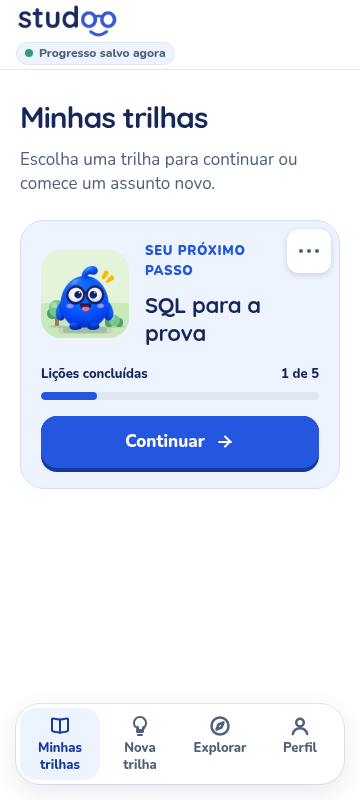 studoo
Progresso salvo agora
Minhas trilhas
Escolha uma trilha para continuar ou
comece um assunto novo.
SEU PRÓXIMO
PASSO
SQL para a
prova
Lições concluídas
1 de 5
Continuar →
Minhas
trilhas
Nova
trilha
Explorar
Perfil